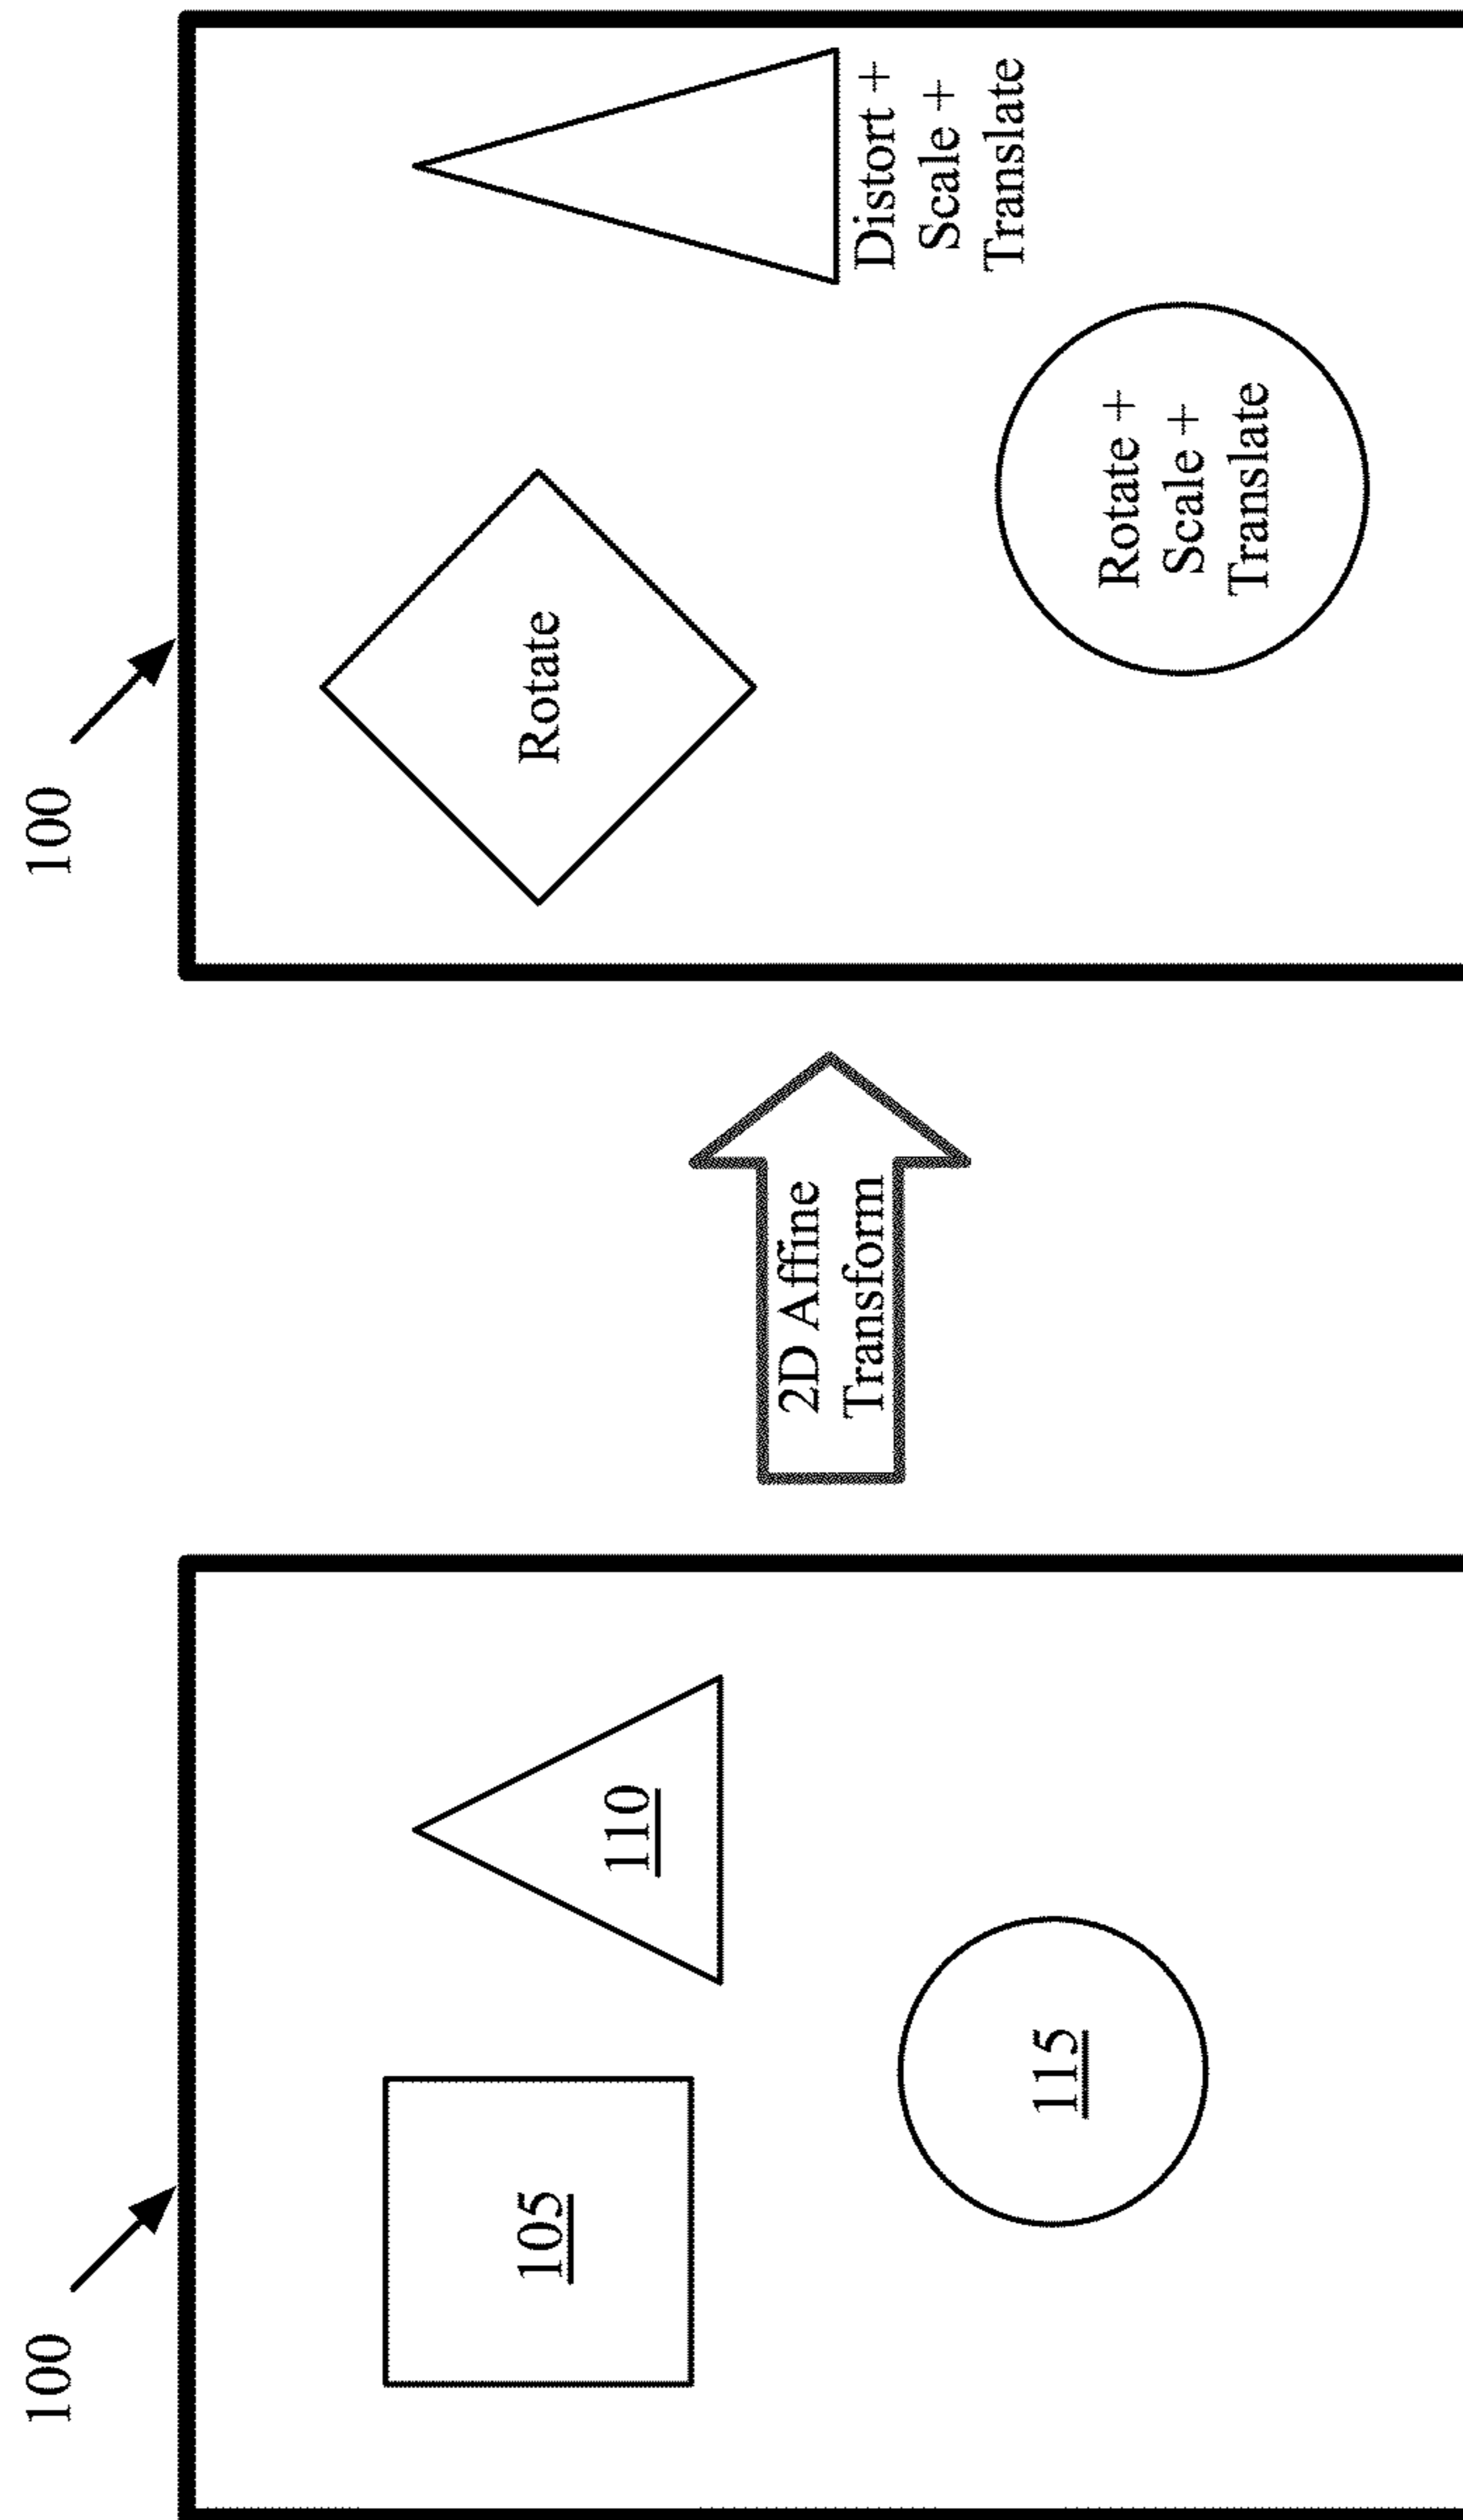 100
105
110
115
2D Affine
Transform
100
Rotate
Distort +
Scale +
Translate
Rotate +
Scale +
Translate